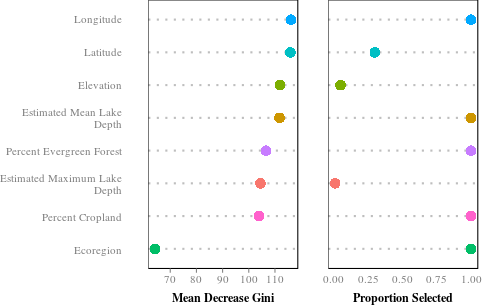 Longitude
Latitude
Elevation
Estimated Mean Lake
Depth
Percent Evergreen Forest
Estimated Maximum Lake
Depth
Percent Cropland
Ecoregion
70 80 90 100 110
0.00 0.25 0.50 0.75 1.00
Mean Decrease Gini
Proportion Selected